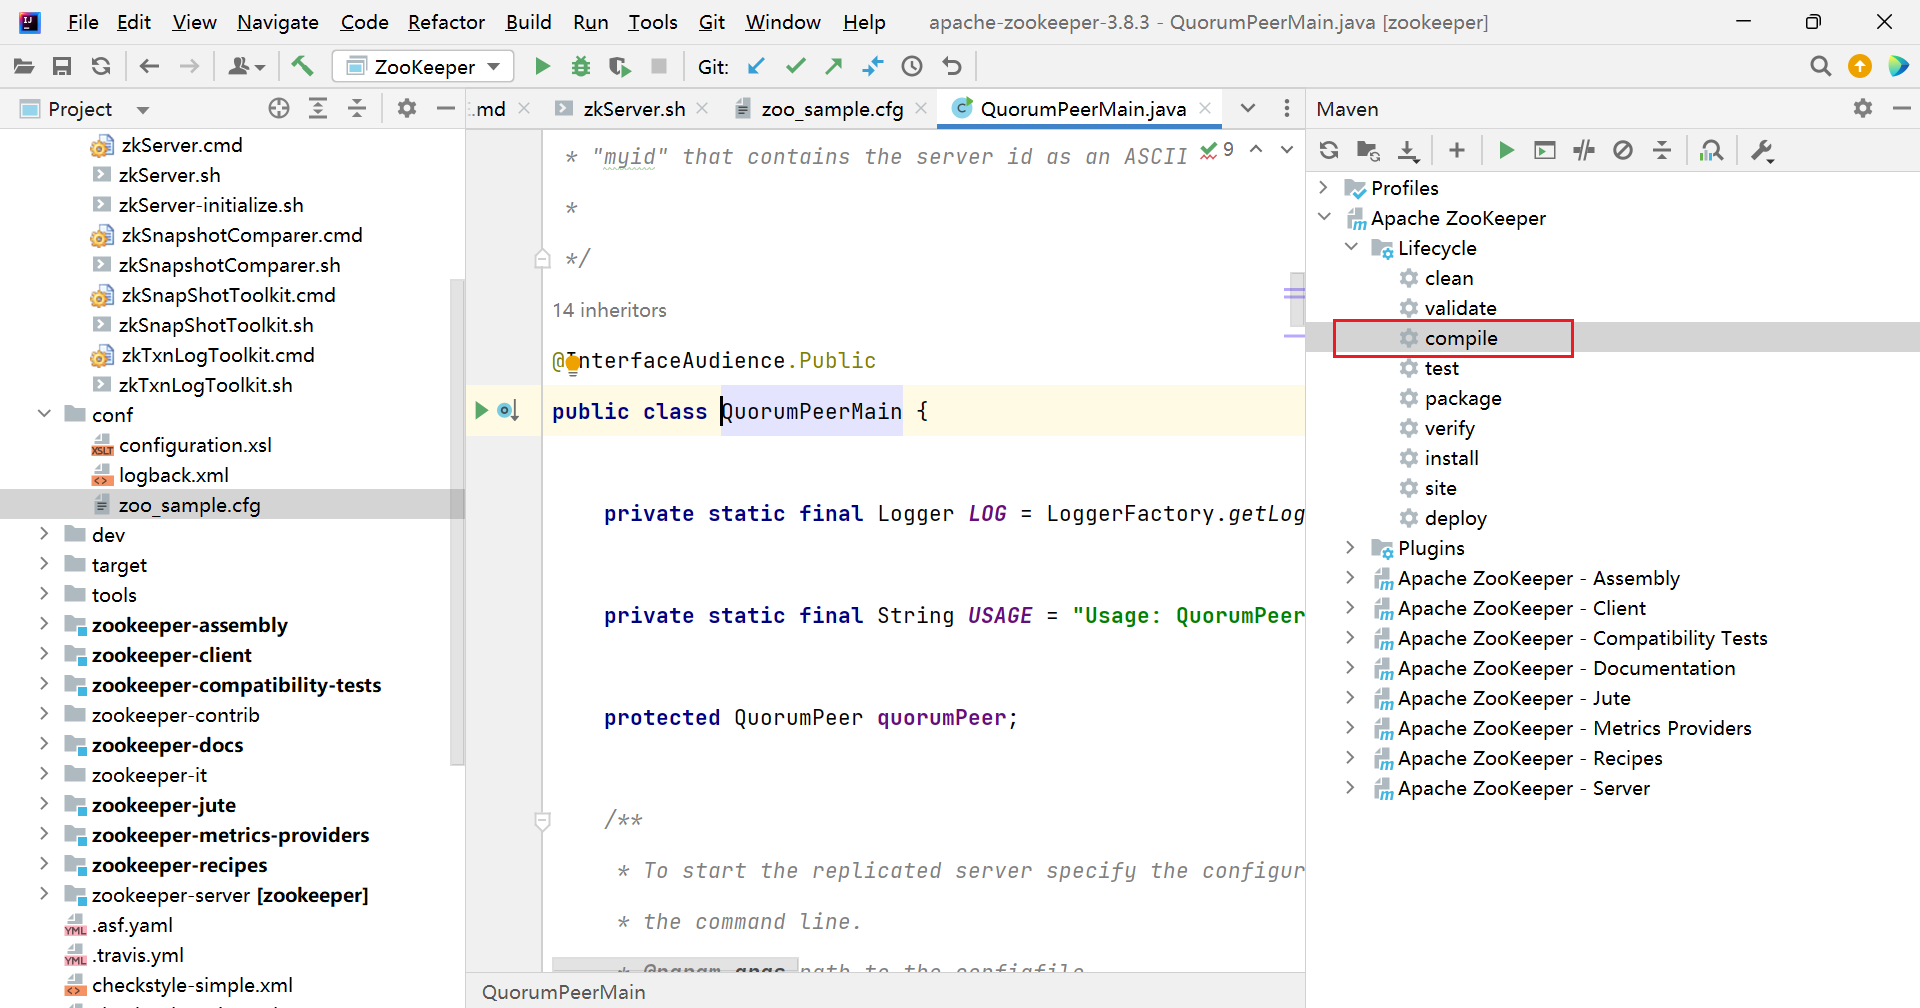 File Edit View Navigate Code Refactor Build Run Tools Git Window Help apache-zookeeper-3.8.3 - QuorumPeerMain.java [zookeeper]
ZooKeeper Git:
Project
.md zkServer.sh zoo_sample.cfg QuorumPeerMain.java
Maven
zkServer.cmd
zkServer.sh
zkServer-initialize.sh
zkSnapshotComparer.cmd
zkSnapshotComparer.sh
zkSnapShotToolkit.cmd
zkSnapShotToolkit.sh
zkTxnLogToolkit.cmd
zkTxnLogToolkit.sh
conf
configuration.xsl
logback.xml
zoo_sample.cfg
dev
target
tools
zookeeper-assembly
zookeeper-client
zookeeper-compatibility-tests
zookeeper-contrib
zookeeper-docs
zookeeper-it
zookeeper-jute
zookeeper-metrics-providers
zookeeper-recipes
zookeeper-server [zookeeper]
.asf.yaml
.travis.yml
checkstyle-simple.xml
* "myid" that contains the server id as an ASCII 9
*
*/
14 inheritors
@InterfaceAudience.Public
public class QuorumPeerMain {
private static final Logger LOG = LoggerFactory.getLog
private static final String USAGE = "Usage: QuorumPeer
protected QuorumPeer quorumPeer;
/**
* To start the replicated server specify the configur
* the command line.
* @param args path to the configfile
QuorumPeerMain
Profiles
Apache ZooKeeper
Lifecycle
clean
validate
compile
test
package
verify
install
site
deploy
Plugins
Apache ZooKeeper - Assembly
Apache ZooKeeper - Client
Apache ZooKeeper - Compatibility Tests
Apache ZooKeeper - Documentation
Apache ZooKeeper - Jute
Apache ZooKeeper - Metrics Providers
Apache ZooKeeper - Recipes
Apache ZooKeeper - Server